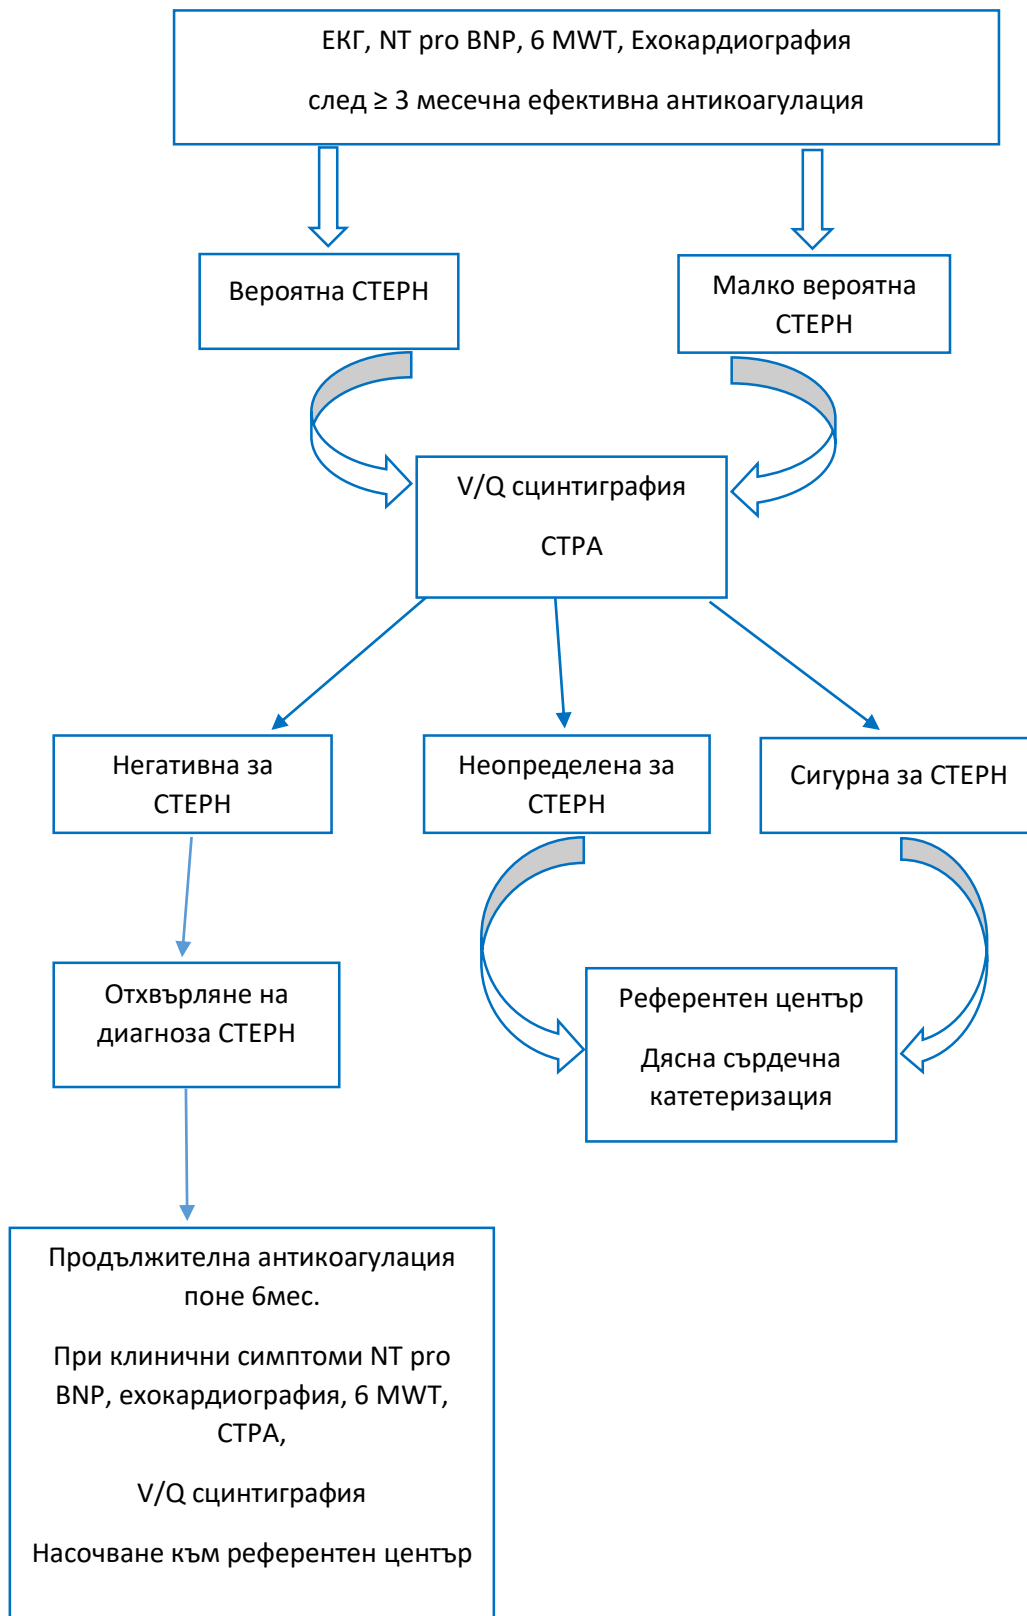 ЕКГ, NT pro BNP, 6 MWT, Ехокардиография
след ≥ 3 месечна ефективна антикоагулация
Вероятна СТЕРН
Малко вероятна
СТЕРН
V/Q сцинтиграфия
СТРА
Негативна за
СТЕРН
Неопределена за
СТЕРН
Сигурна за СТЕРН
Отхвърляне на
диагноза СТЕРН
Референтен център
Дясна сърдечна
катетеризация
Продължителна антикоагулация
поне 6мес.
При клинични симптоми NT pro
BNP, ехокардиография, 6 MWT,
СТРА,
V/Q сцинтиграфия
Насочване към референтен център